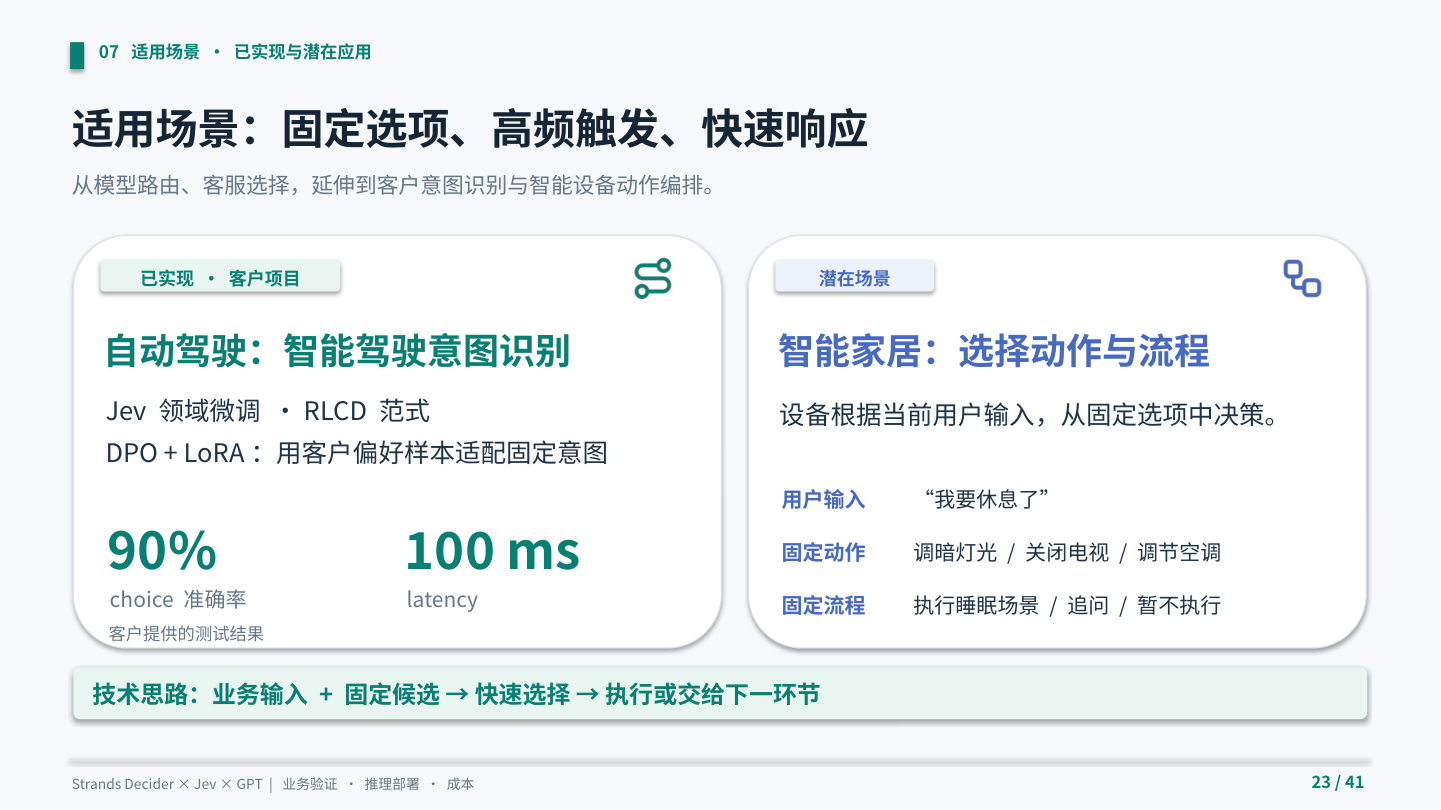 07 适用场景 · 已实现与潜在应用
适用场景：固定选项、高频触发、快速响应
从模型路由、客服选择，延伸到客户意图识别与智能设备动作编排。
已实现 · 客户项目
自动驾驶：智能驾驶意图识别
Jev 领域微调 · RLCD 范式
DPO + LoRA ：用客户偏好样本适配固定意图
90%
choice 准确率
客户提供的测试结果
100 ms
latency
潜在场景
智能家居：选择动作与流程
设备根据当前用户输入，从固定选项中决策。
用户输入 “我要休息了”
固定动作 调暗灯光 / 关闭电视 / 调节空调
固定流程 执行睡眠场景 / 追问 / 暂不执行
技术思路：业务输入 + 固定候选 → 快速选择 → 执行或交给下一环节
Strands Decider × Jev × GPT | 业务验证 · 推理部署 · 成本
23 / 41